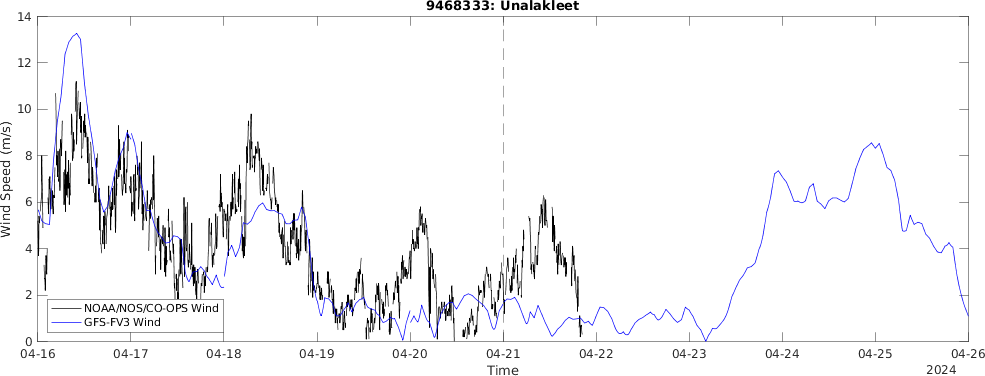 9468333: Unalakleet
Wind Speed (m/s)
14
12
10
8
6
4
2
0
NOAA/NOS/CO-OPS Wind
GFS-FV3 Wind
04-16 04-17 04-18 04-19 04-20 04-21 04-22 04-23 04-24 04-25 04-26
Time
2024